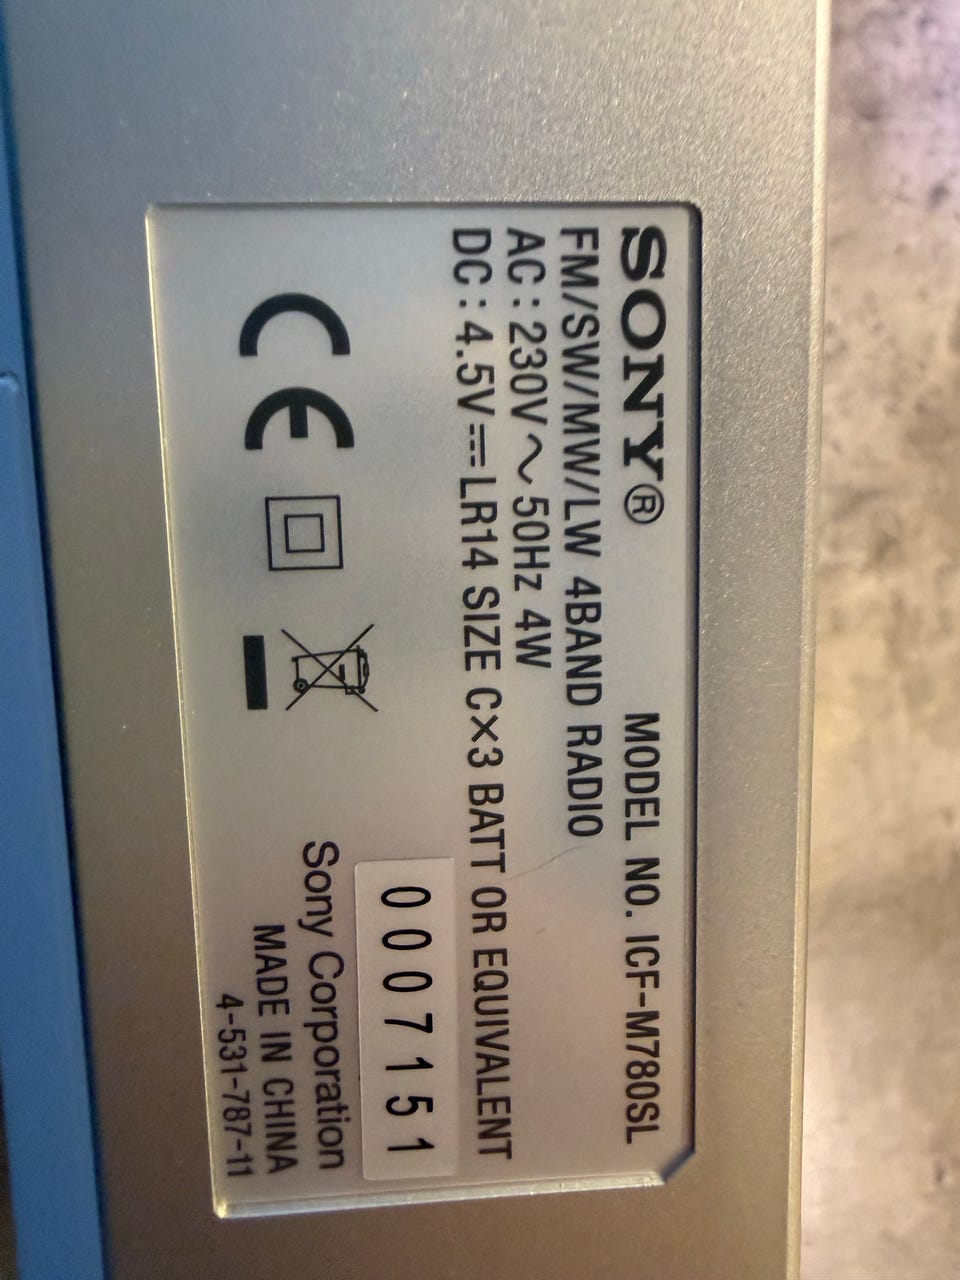 SONY® MODEL NO. ICF-M780SL
FM/SW/MW/LW 4BAND RADIO
AC: 230V～50Hz 4W
DC: 4.5V⎓LR14 SIZE C×3 BATT OR EQUIVALENT
0007151
CE
Sony Corporation
MADE IN CHINA
4-531-787-11